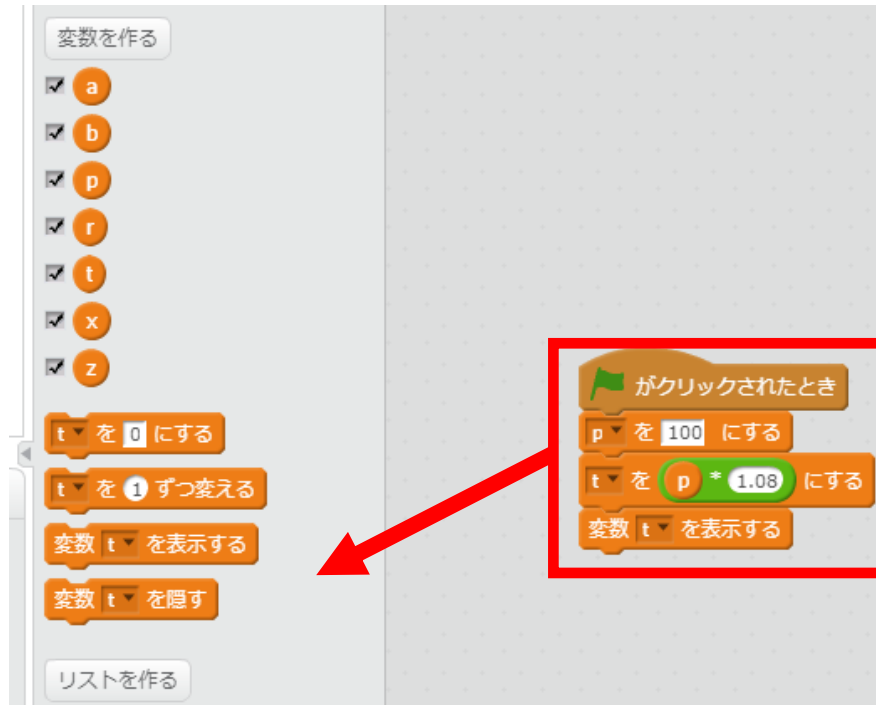 変数を作る
a
b
p
r
t
x
z
t を 0 にする
t を 1 ずつ変える
変数 t を表示する
変数 t を隠す
リストを作る
がクリックされたとき
p を 100 にする
t を p * 1.08 にする
変数 t を表示する